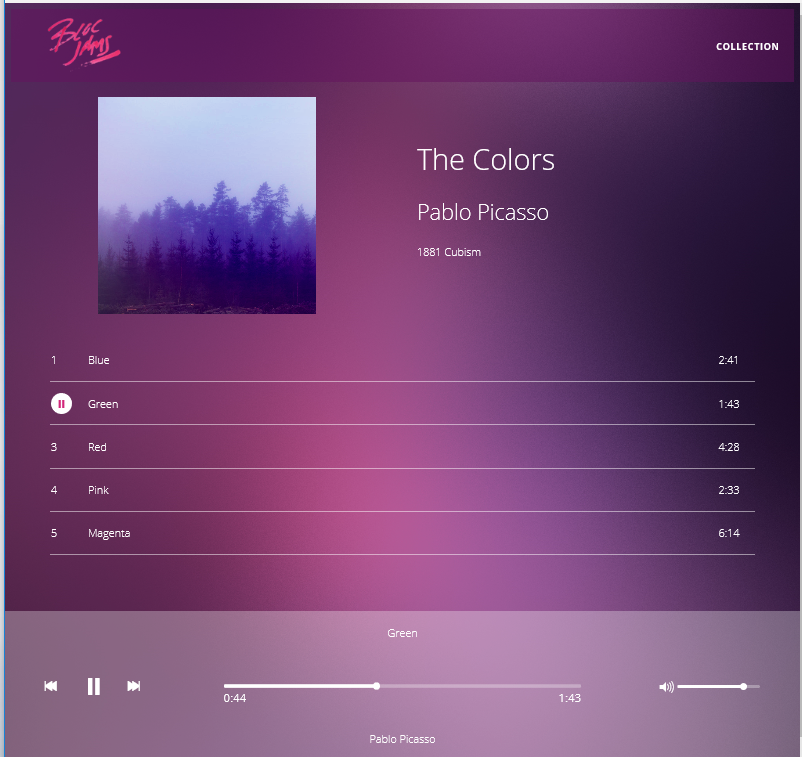 BLOC
JAMS
COLLECTION
The Colors
Pablo Picasso
1881 Cubism
1 Blue 2:41
Green 1:43
3 Red 4:28
4 Pink 2:33
5 Magenta 6:14
Green
0:44 1:43
Pablo Picasso